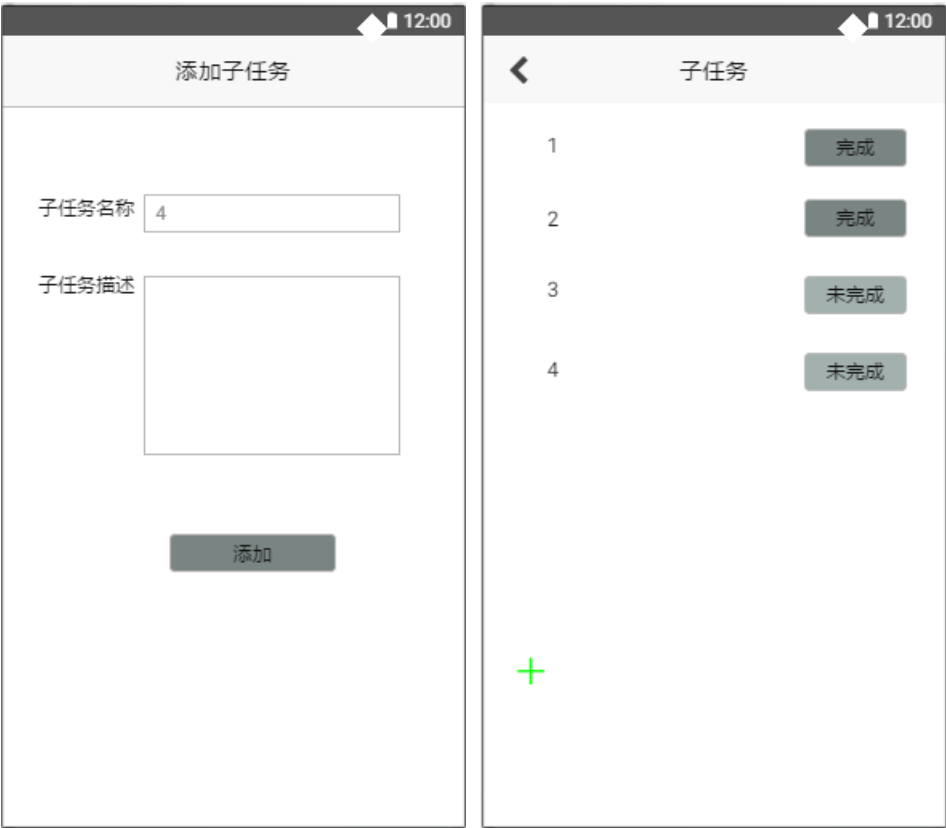 12:00
添加子任务
子任务名称 4
子任务描述
添加
12:00
子任务
1 完成
2 完成
3 未完成
4 未完成